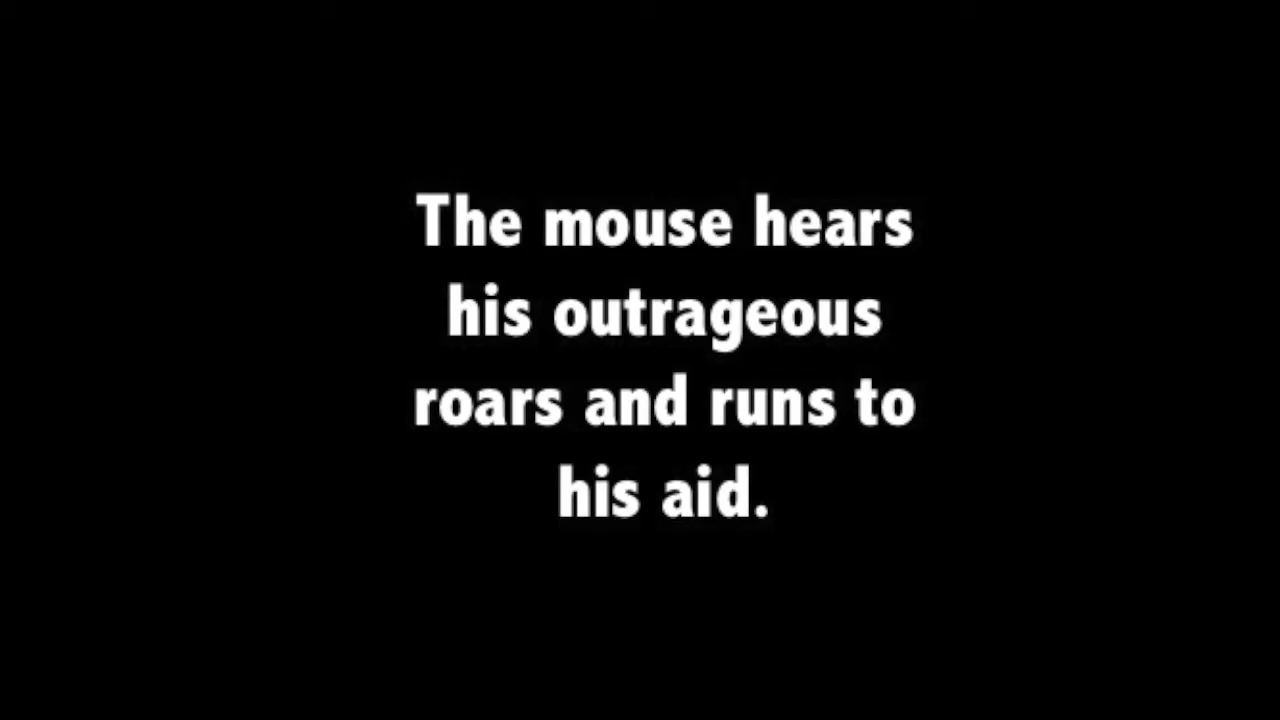 The mouse hears
his outrageous
roars and runs to
his aid.